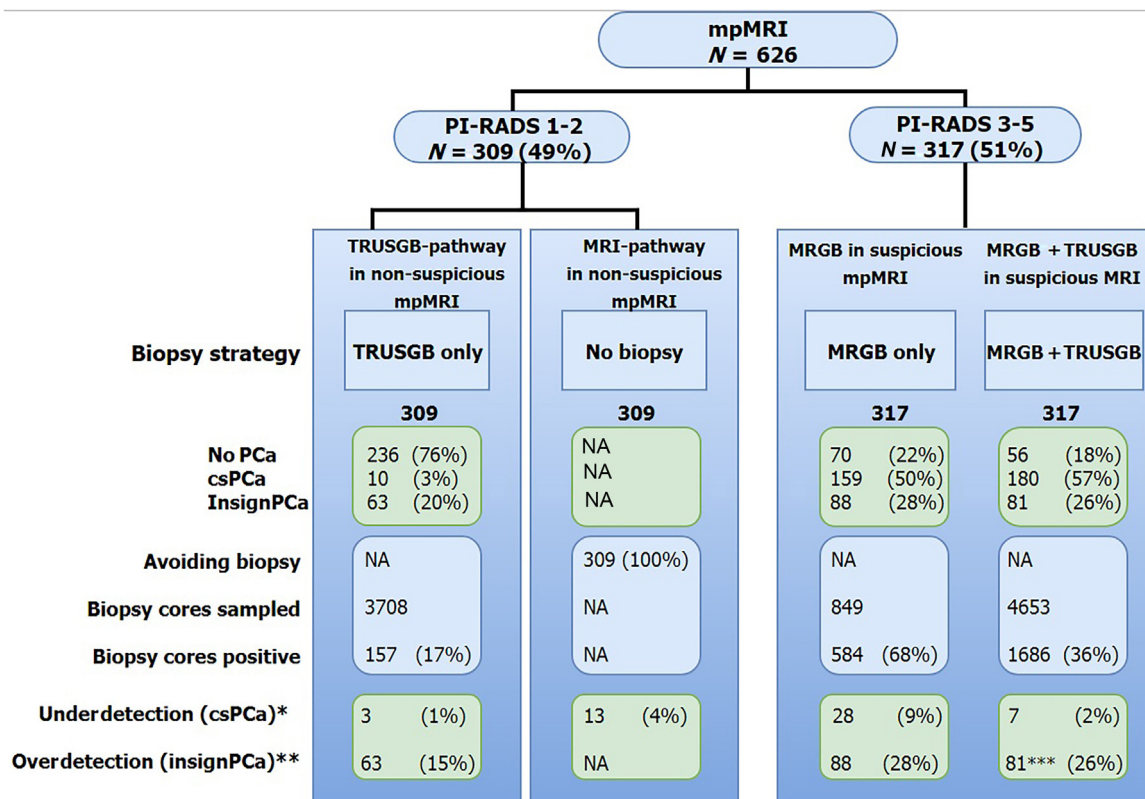 mpMRI
N = 626
PI-RADS 1-2
N = 309 (49%)
PI-RADS 3-5
N = 317 (51%)
TRUSGB-pathway
in non-suspicious
mpMRI
MRI-pathway
in non-suspicious
mpMRI
MRGB in suspicious
mpMRI
MRGB + TRUSGB
in suspicious MRI
Biopsy strategy
TRUSGB only
No biopsy
MRGB only
MRGB + TRUSGB
309 309 317 317
No PCa 236 (76%) NA 70 (22%) 56 (18%)
csPCa 10 (3%) NA 159 (50%) 180 (57%)
InsignPCa 63 (20%) NA 88 (28%) 81 (26%)
Avoiding biopsy NA 309 (100%) NA NA
Biopsy cores sampled 3708 NA 849 4653
Biopsy cores positive 157 (17%) NA 584 (68%) 1686 (36%)
Underdetection (csPCa)* 3 (1%) 13 (4%) 28 (9%) 7 (2%)
Overdetection (insignPCa)** 63 (15%) NA 88 (28%) 81*** (26%)